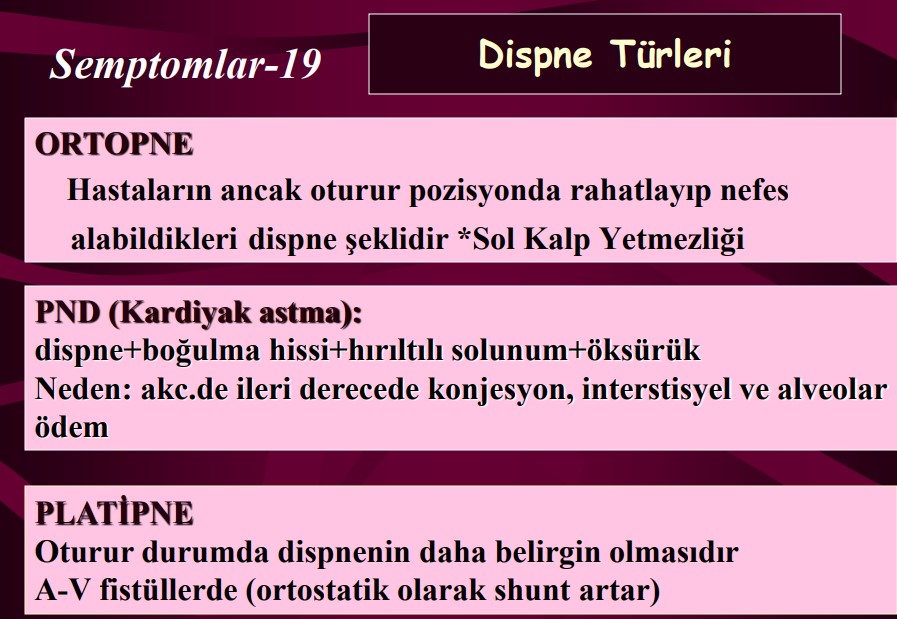 Semptomlar-19
Dispne Türleri
ORTOPNE
Hastaların ancak oturur pozisyonda rahatlayıp nefes
alabildikleri dispne şeklidir *Sol Kalp Yetmezliği
PND (Kardiyak astma):
dispne+boğulma hissi+hırıltılı solunum+öksürük
Neden: akc.de ileri derecede konjesyon, interstisyel ve alveolar
ödem
PLATİPNE
Oturur durumda dispnenin daha belirgin olmasıdır
A-V fistüllerde (ortostatik olarak shunt artar)